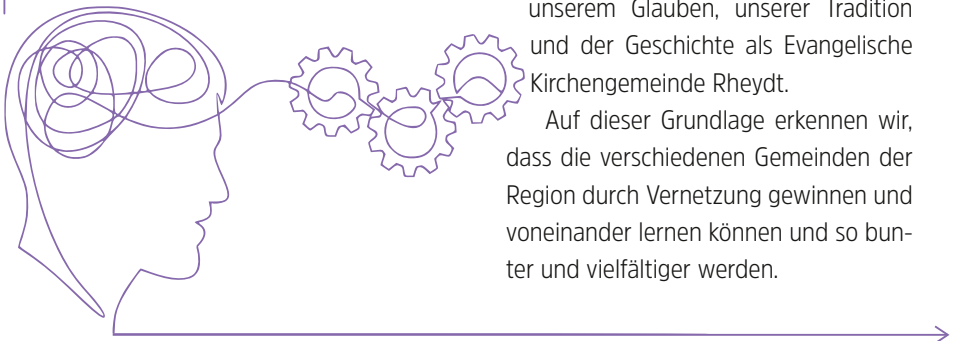 unserem Glauben, unserer Tradition
und der Geschichte als Evangelische
Kirchengemeinde Rheydt.
Auf dieser Grundlage erkennen wir,
dass die verschiedenen Gemeinden der
Region durch Vernetzung gewinnen und
voneinander lernen können und so bun-
ter und vielfältiger werden.